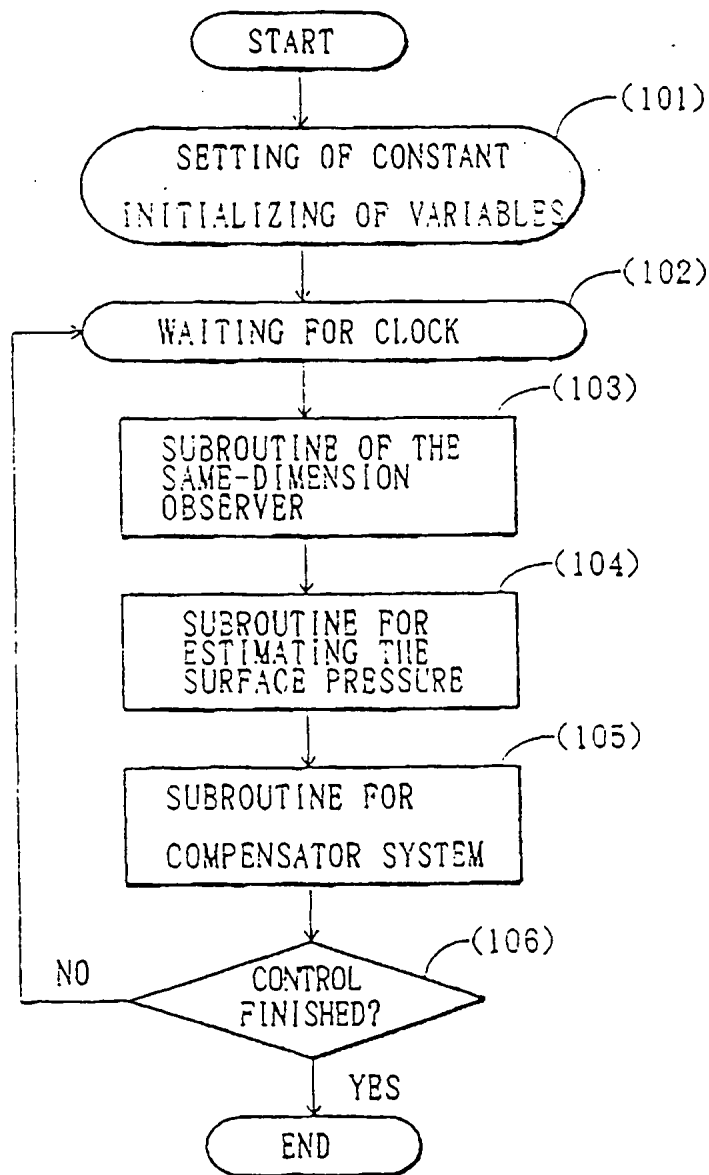 START
(101)
SETTING OF CONSTANT
INITIALIZING OF VARIABLES
(102)
WAITING FOR CLOCK
(103)
SUBROUTINE OF THE
SAME-DIMENSION
OBSERVER
(104)
SUBROUTINE FOR
ESTIMATING THE
SURFACE PRESSURE
(105)
SUBROUTINE FOR
COMPENSATOR SYSTEM
(106)
NO
CONTROL
FINISHED?
YES
END